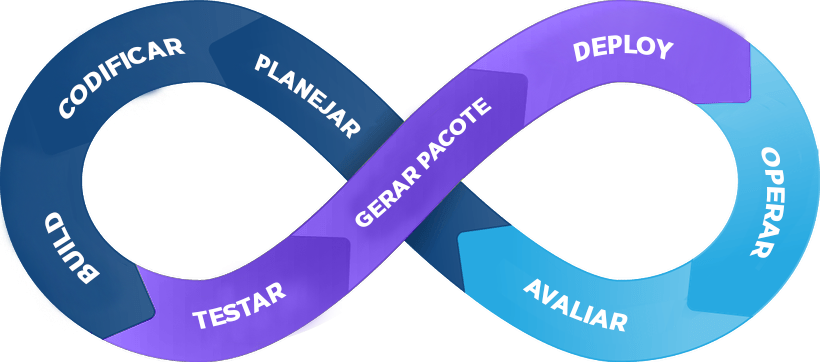 PLANEJAR
CODIFICAR
BUILD
TESTAR
GERAR PACOTE
DEPLOY
OPERAR
AVALIAR